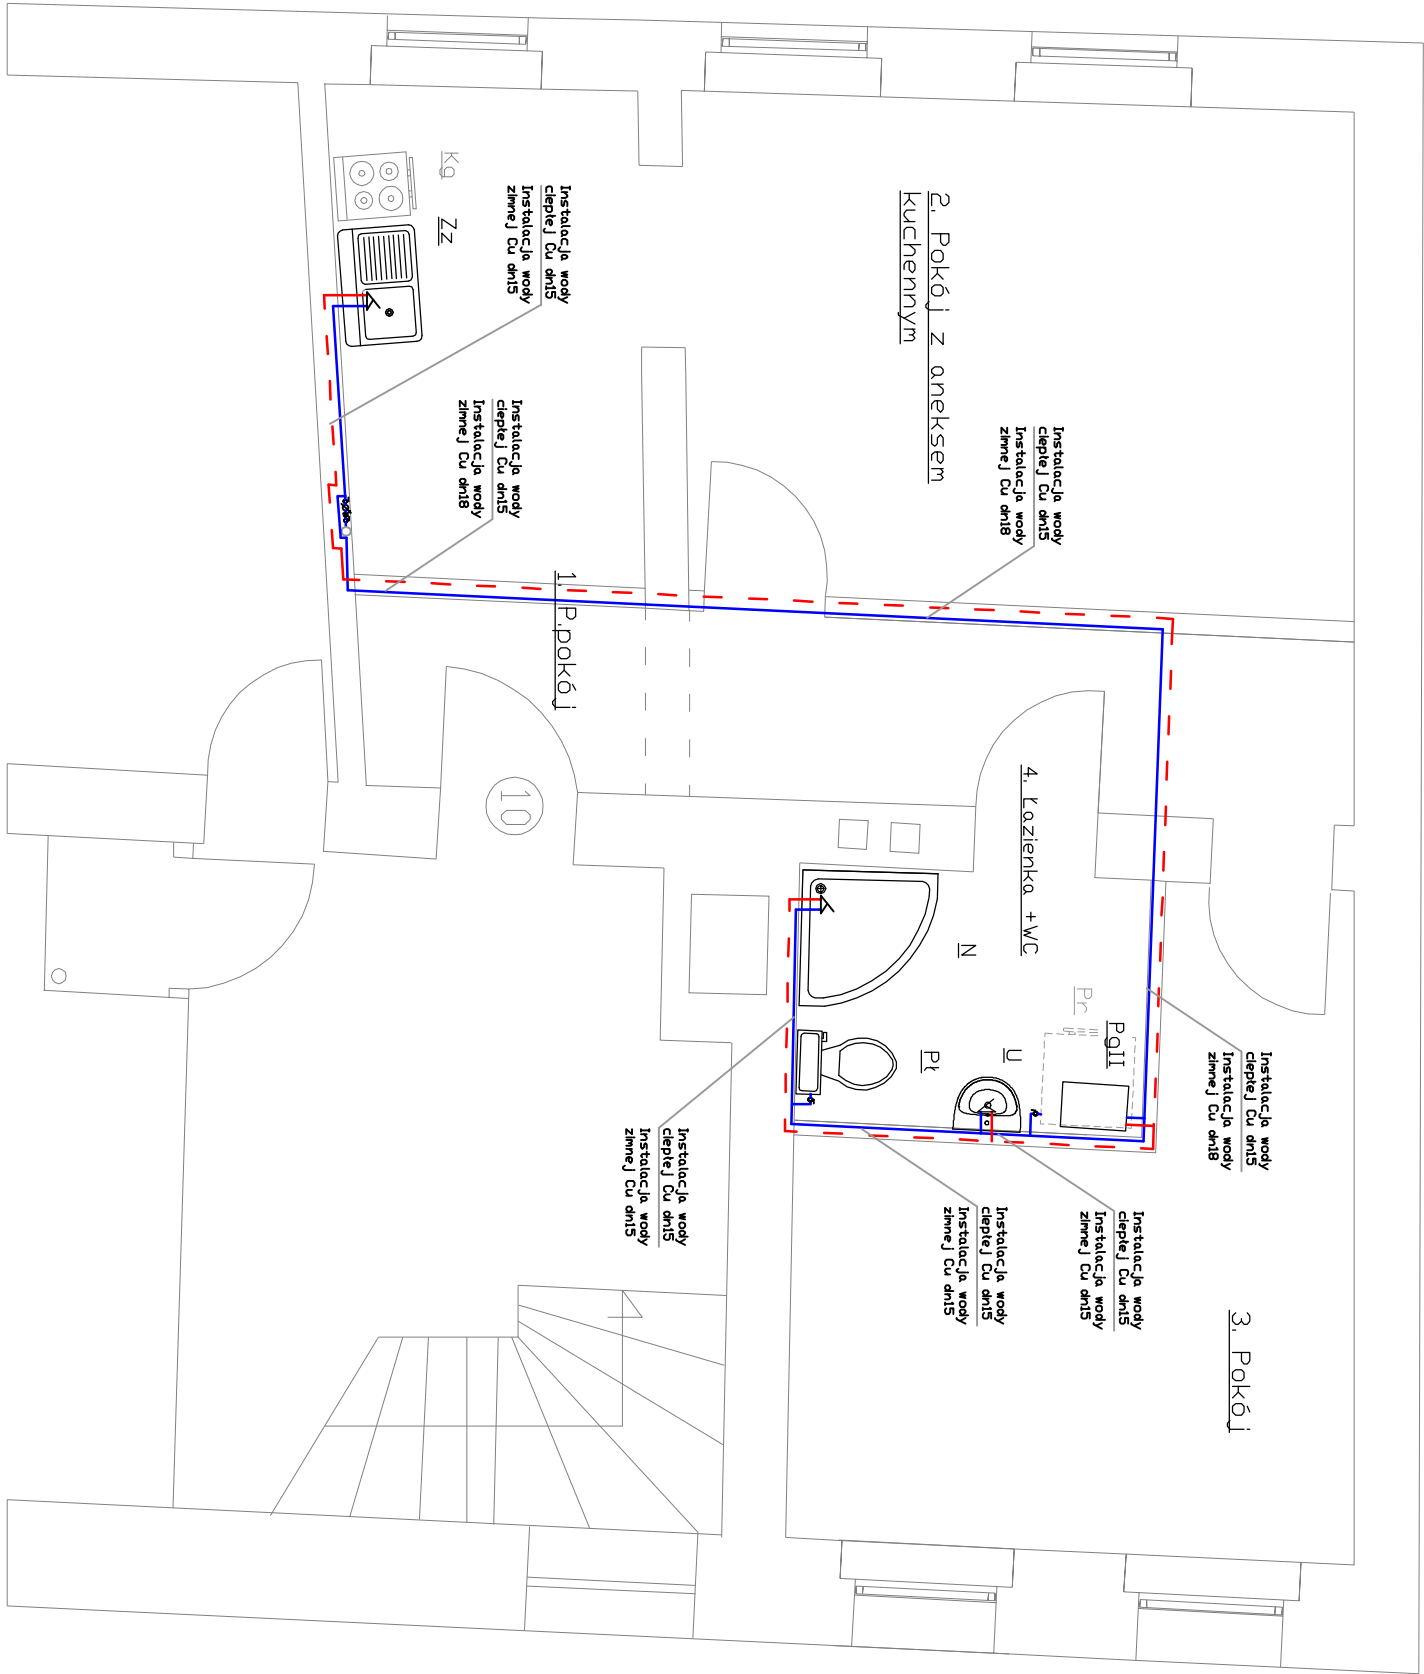 2. Pokój z aneksem
kuchennym
Kg
Zz
Instalacja wody
ciepłej Cu dn15
Instalacja wody
zimnej Cu dn15
Instalacja wody
ciepłej Cu dn15
Instalacja wody
zimnej Cu dn18
Instalacja wody
ciepłej Cu dn15
Instalacja wody
zimnej Cu dn18
1. P.pokój
10
4. Łazienka +WC
N
Pr
PgII
U
Pł
Instalacja wody
ciepłej Cu dn15
Instalacja wody
zimnej Cu dn18
Instalacja wody
ciepłej Cu dn15
Instalacja wody
zimnej Cu dn15
Instalacja wody
ciepłej Cu dn15
Instalacja wody
zimnej Cu dn15
Instalacja wody
ciepłej Cu dn15
Instalacja wody
zimnej Cu dn15
3. Pokój